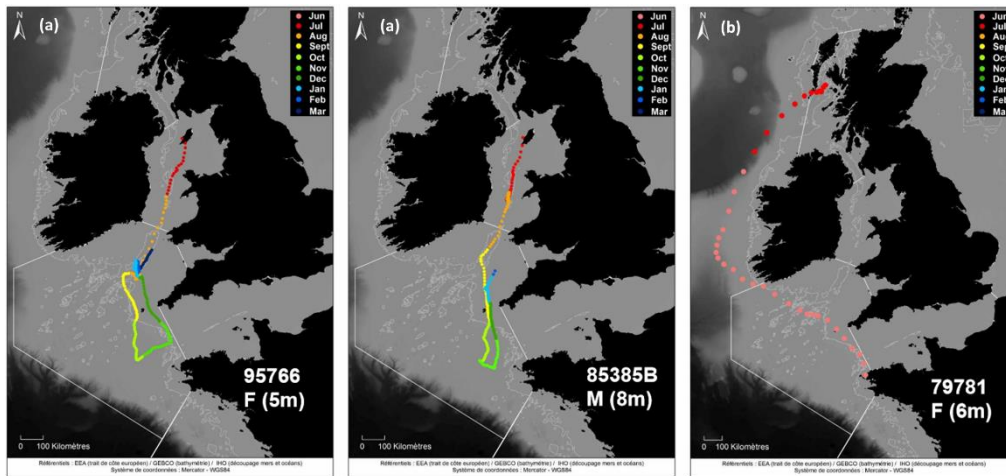 N
(a)
Jun
Jul
Aug
Sept
Oct
Nov
Dec
Jan
Feb
Mar
95766
F (5m)
0 100 Kilomètres
Référentiels : EEA (trait de côte européen) / GEBCO (bathymétrie) / IHO (découpage mers et océans)
Système de coordonnées : Mercator - WGS84
N
(a)
Jun
Jul
Aug
Sept
Oct
Nov
Dec
Jan
Feb
Mar
85385B
M (8m)
0 100 Kilomètres
Référentiels : EEA (trait de côte européen) / GEBCO (bathymétrie) / IHO (découpage mers et océans)
Système de coordonnées : Mercator - WGS84
N
(b)
Jun
Jul
Aug
Sept
Oct
Nov
Dec
Jan
Feb
Mar
79781
F (6m)
0 100 Kilomètres
Référentiels : EEA (trait de côte européen) / GEBCO (bathymétrie) / IHO (découpage mers et océans)
Système de coordonnées : Mercator - WGS84